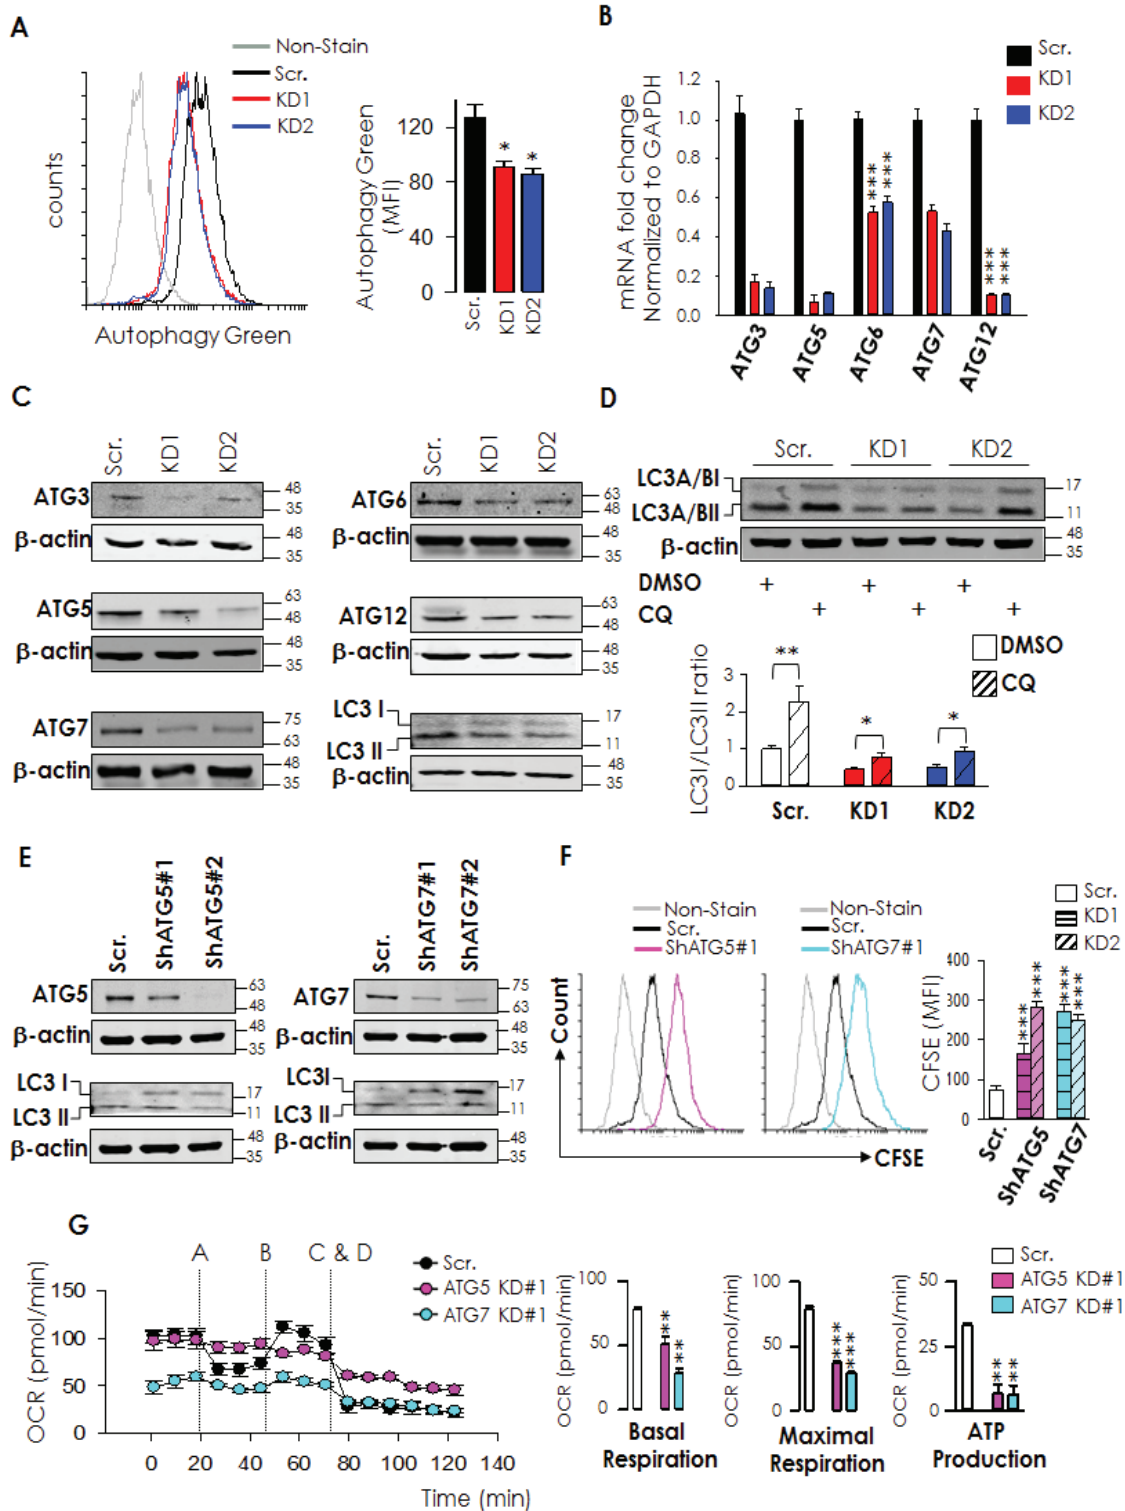 A
Non-Stain
Scr.
KD1
KD2
counts
Autophagy Green
Autophagy Green
(MFI)
120
80
40
0
Scr.
KD1
KD2
*
*
B
Scr.
KD1
KD2
mRNA fold change
Normalized to GAPDH
1.2
1.0
0.8
0.6
0.4
0.2
0.0
*** ***
*** ***
ATG3
ATG5
ATG6
ATG7
ATG12
C
Scr.
KD1
KD2
ATG3
48
35
β-actin
48
35
ATG5
63
48
β-actin
48
35
ATG7
75
63
β-actin
48
35
Scr.
KD1
KD2
ATG6
63
48
β-actin
48
35
ATG12
63
48
β-actin
48
35
LC3 I
LC3 II
17
11
β-actin
48
35
D
Scr.
KD1
KD2
LC3A/BI
LC3A/BII
17
11
β-actin
48
35
DMSO + + +
CQ + + +
DMSO
CQ
LC3I/LC3II ratio
3
2
1
0
**
*
*
Scr.
KD1
KD2
E
Scr.
ShATG5#1
ShATG5#2
ATG5
63
48
β-actin
48
35
LC3 I
LC3 II
17
11
β-actin
48
35
Scr.
ShATG7#1
ShATG7#2
ATG7
75
63
β-actin
48
35
LC3I
LC3 II
17
11
β-actin
48
35
F
Non-Stain
Scr.
ShATG5#1
Non-Stain
Scr.
ShATG7#1
Count
CFSE
Scr.
KD1
KD2
CFSE (MFI)
400
300
200
100
0
*** *** *** ***
Scr.
ShATG5
ShATG7
G
A B C & D
Scr.
ATG5 KD#1
ATG7 KD#1
OCR (pmol/min)
150
100
50
0
0 20 40 60 80 100 120 140
Time (min)
OCR (pmol/min)
100
50
0
** **
Basal
Respiration
OCR (pmol/min)
100
50
0
*** ***
Maximal
Respiration
Scr.
ATG5 KD#1
ATG7 KD#1
OCR (pmol/min)
50
25
0
** **
ATP
Production